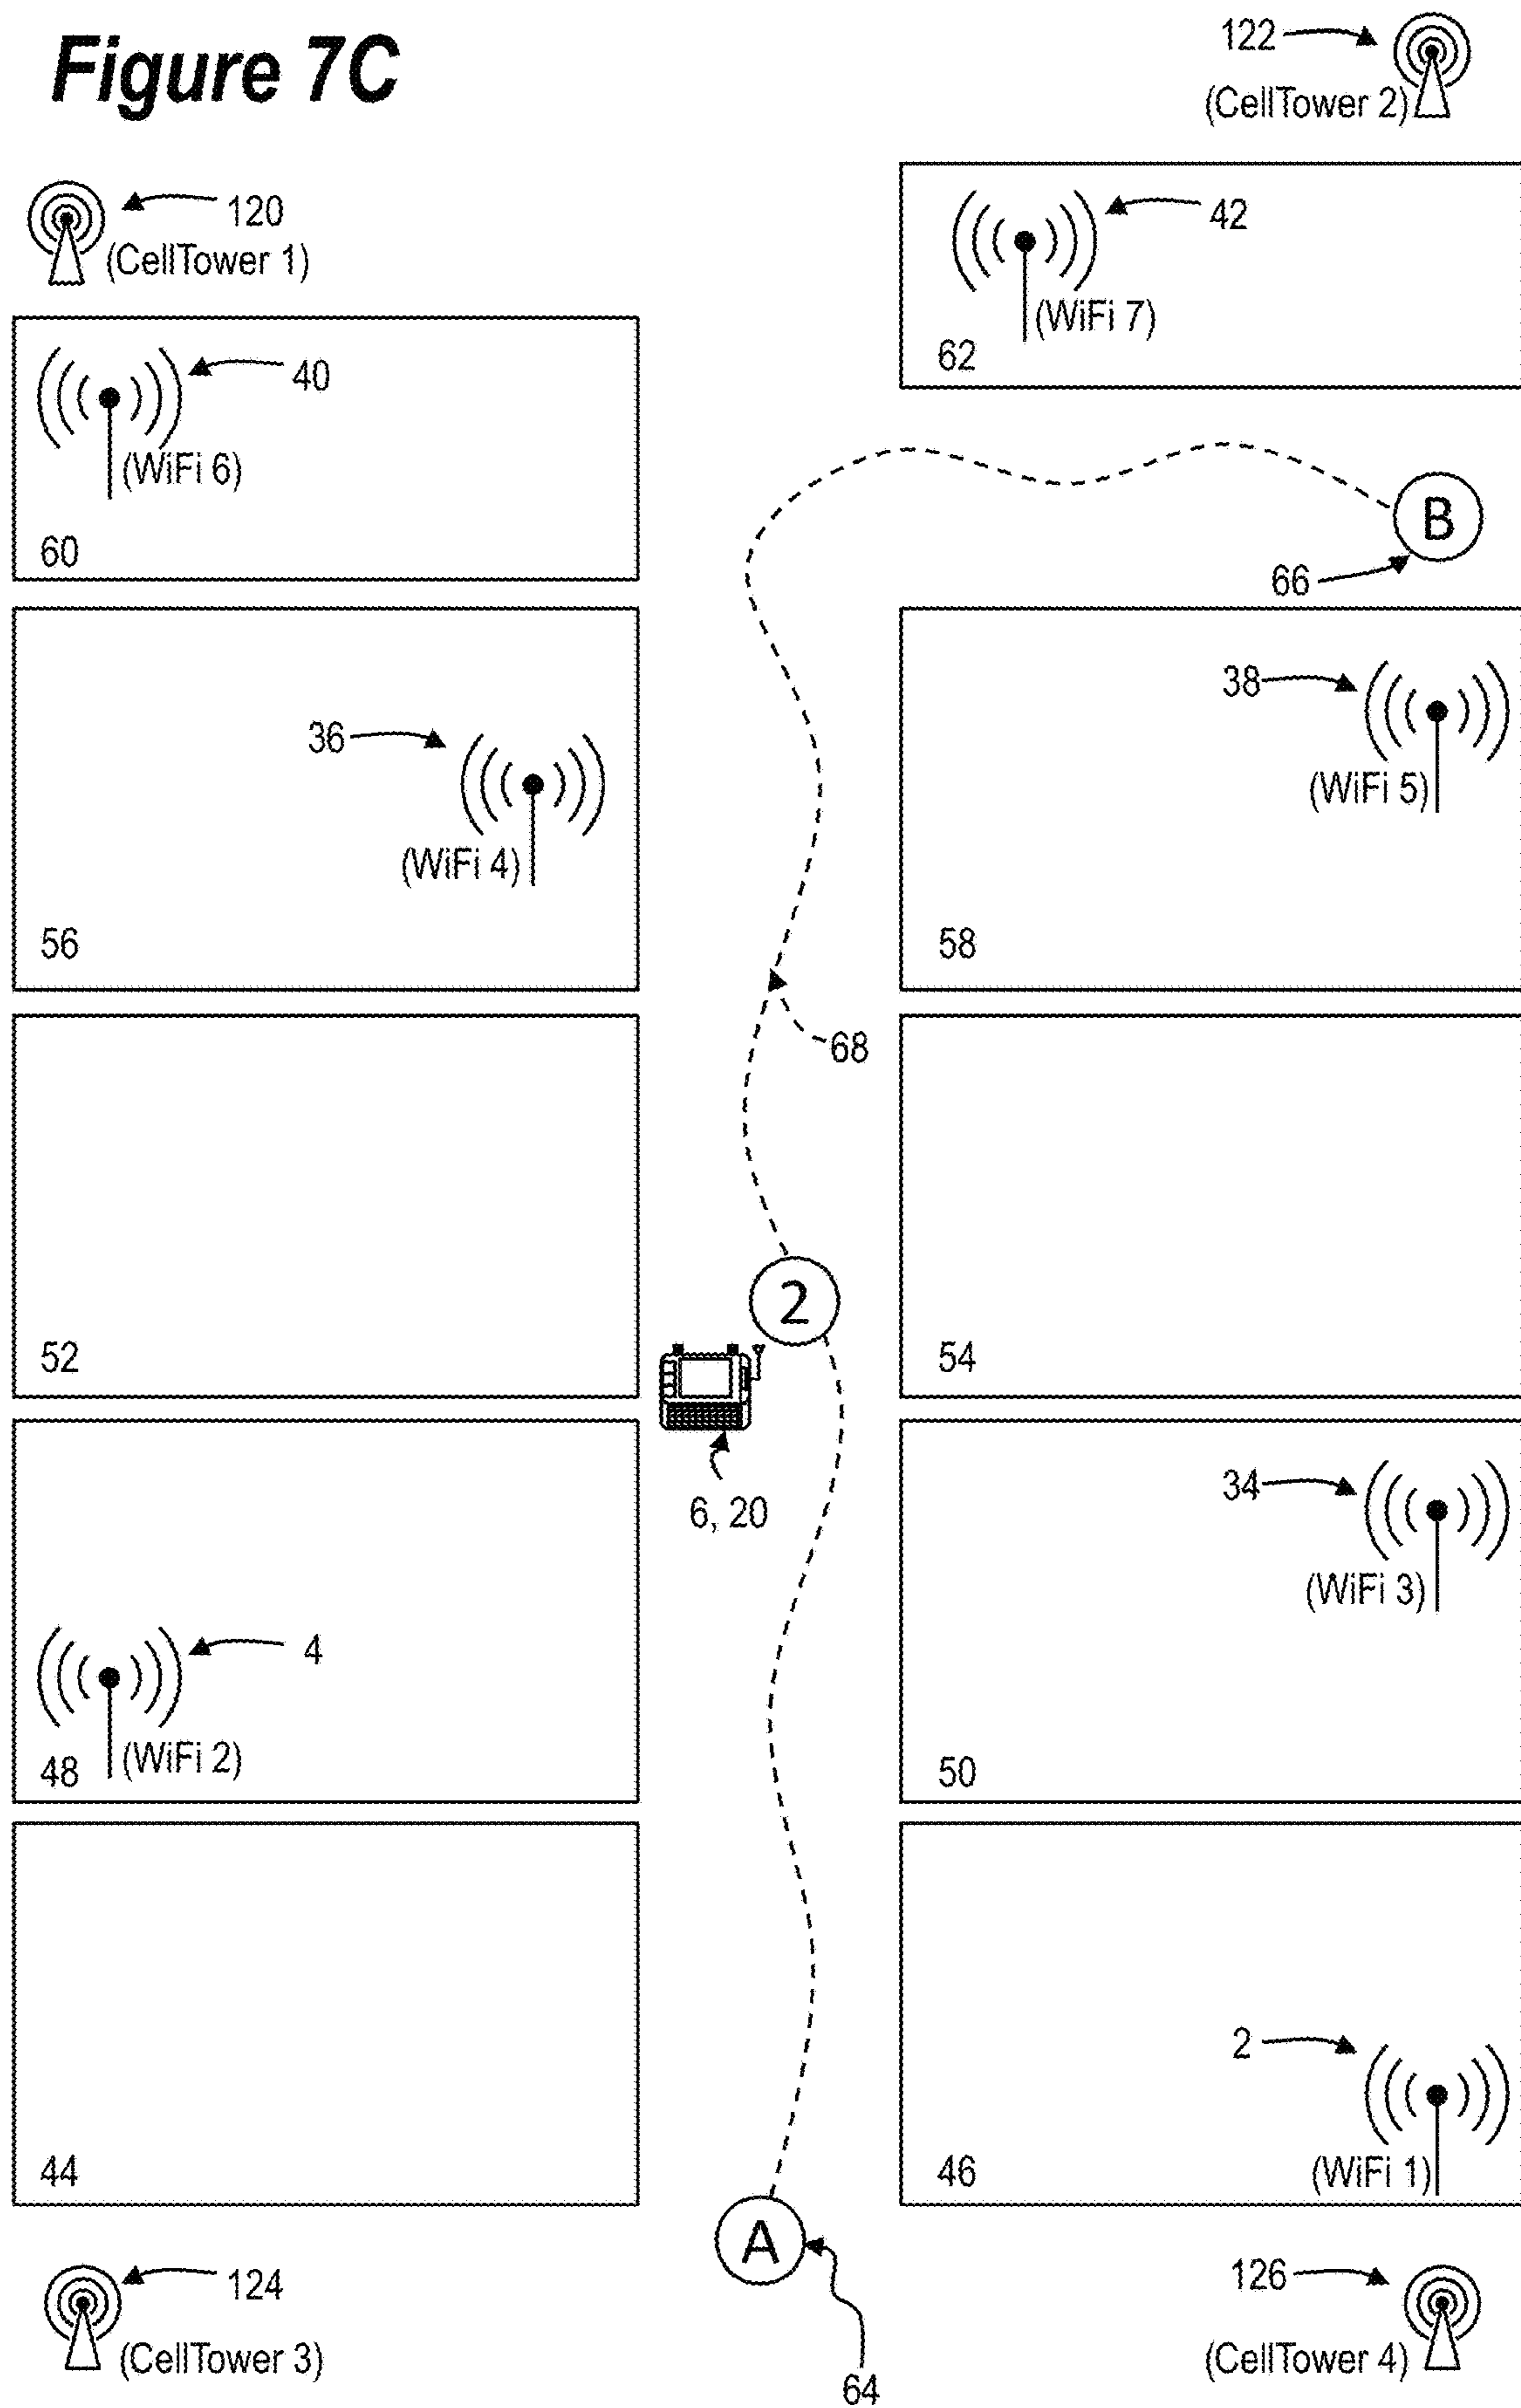 Figure 7C
122
(CellTower 2)
120
(CellTower 1)
42
(WiFi 7)
62
40
(WiFi 6)
60
B
66
38
(WiFi 5)
58
36
(WiFi 4)
56
68
2
52
54
6, 20
34
(WiFi 3)
50
4
(WiFi 2)
48
2
(WiFi 1)
46
44
A
64
124
(CellTower 3)
126
(CellTower 4)